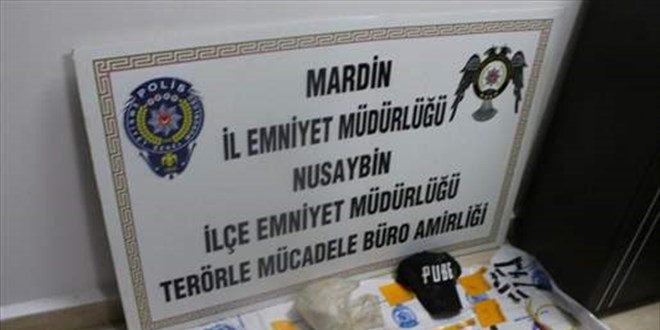 MARDİN
İL EMNİYET MÜDÜRLÜĞÜ
NUSAYBİN
İLÇE EMNİYET MÜDÜRLÜĞÜ
TERÖRLE MÜCADELE BÜRO AMİRLİĞİ
POLİS
PUBG